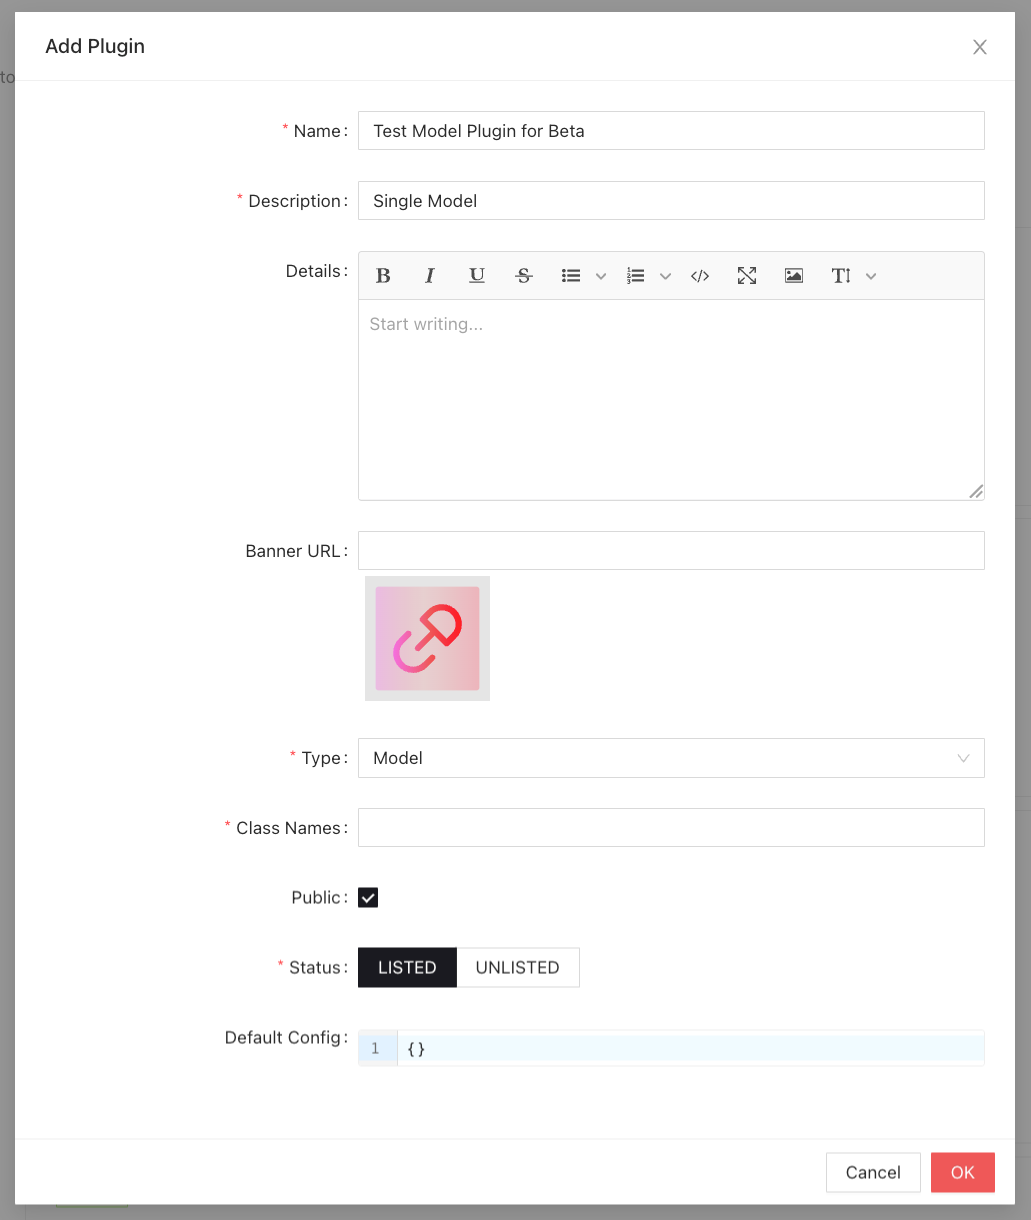 Add Plugin
to
* Name: Test Model Plugin for Beta
* Description: Single Model
Details:
B I U S
Start writing...
Banner URL:
* Type: Model
* Class Names:
Public:
* Status: LISTED UNLISTED
Default Config: 1 {}
Cancel OK